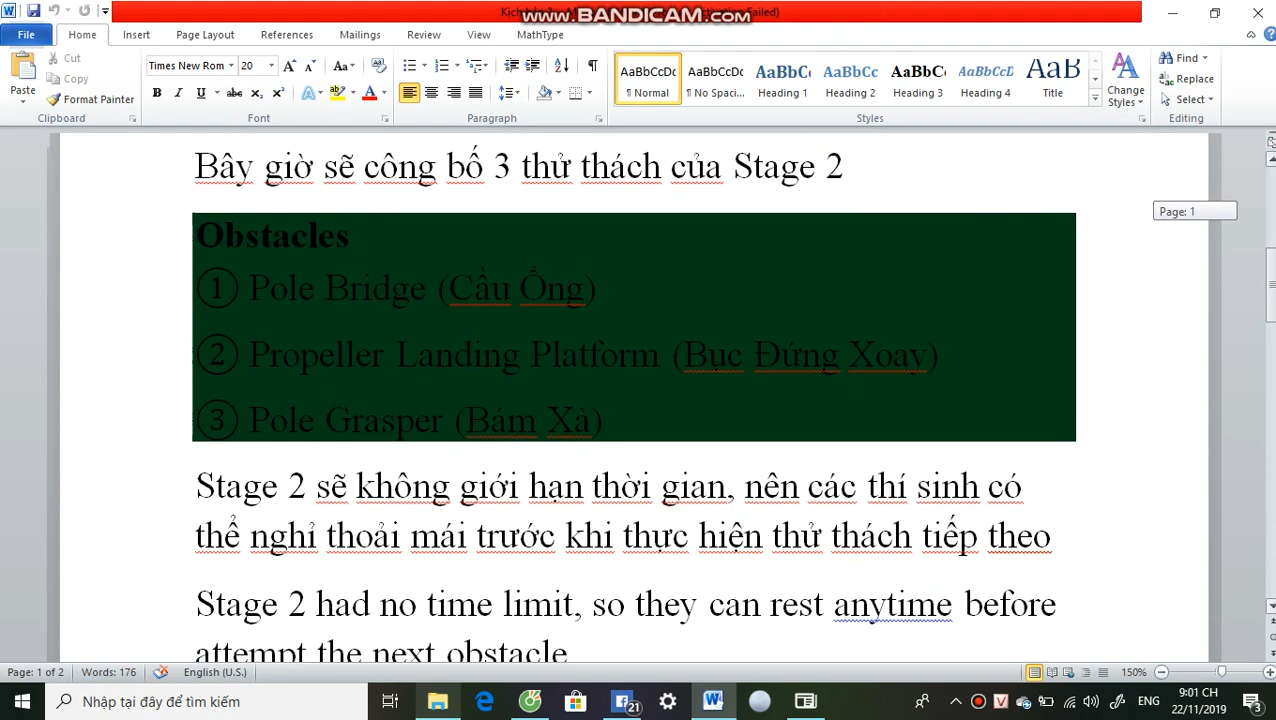 www.BANDICAM.com
File Home Insert Page Layout References Mailings Review View MathType
Cut
Copy
Paste
Format Painter
Clipboard
Times New Rom 20
Font
Paragraph
AaBbCcDc AaBbCcDc AaBbC AaBbCc AaBbCc AaBbCcD AaB
¶ Normal ¶ No Spaci... Heading 1 Heading 2 Heading 3 Heading 4 Title
Change Styles
Styles
Find
Replace
Select
Editing
Bây giờ sẽ công bố 3 thử thách của Stage 2
Page: 1
Obstacles
① Pole Bridge (Cầu Ống)
② Propeller Landing Platform (Bục Đứng Xoay)
③ Pole Grasper (Bám Xà)
Stage 2 sẽ không giới hạn thời gian, nên các thí sinh có
thể nghỉ thoải mái trước khi thực hiện thử thách tiếp theo
Stage 2 had no time limit, so they can rest anytime before
attempt the next obstacle
Page: 1 of 2 Words: 176 English (U.S.) 150%
Nhập tại đây để tìm kiếm
21
ENG
9:01 CH
22/11/2019
3